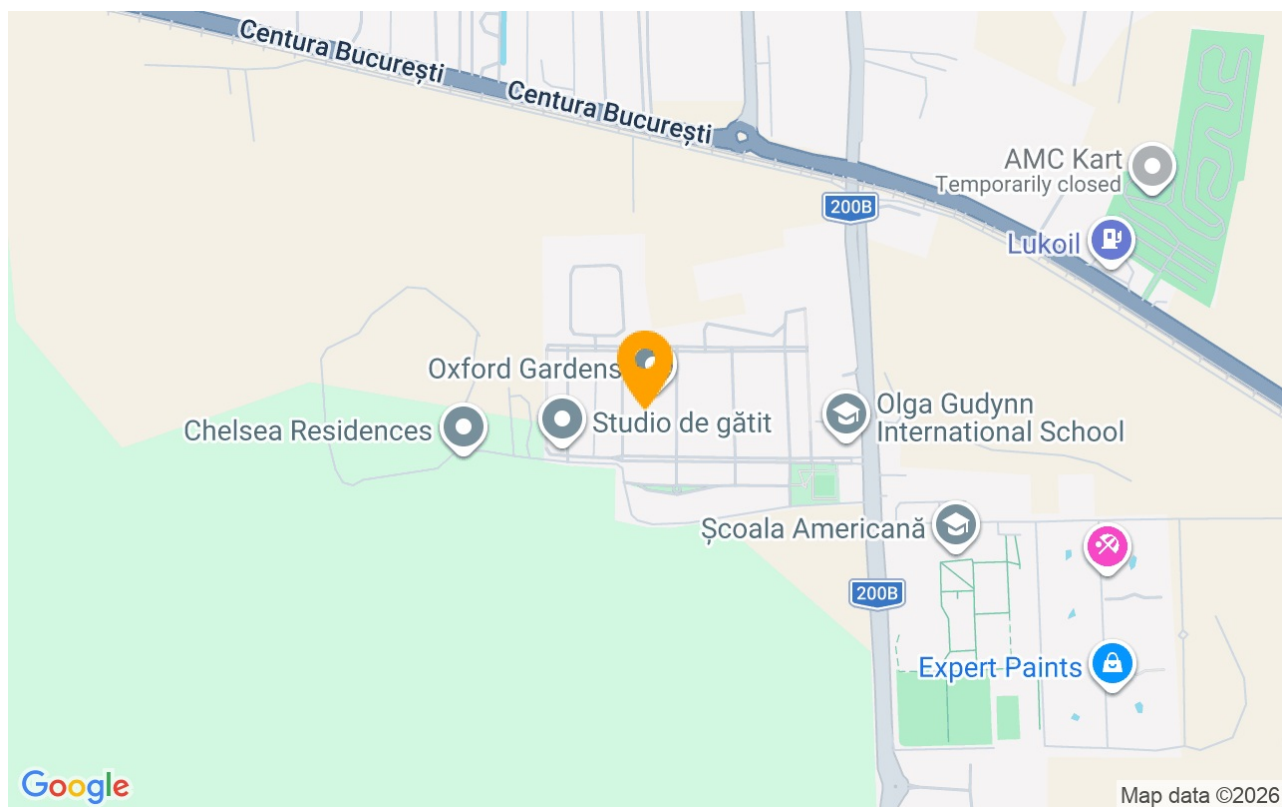 Centura București
Centura București
AMC Kart
Temporarily closed
200B
Lukoil
Oxford Gardens
Studio de gătit
Chelsea Residences
Olga Gudynn
International School
Școala Americană
200B
Expert Paints
Google
Map data ©2026